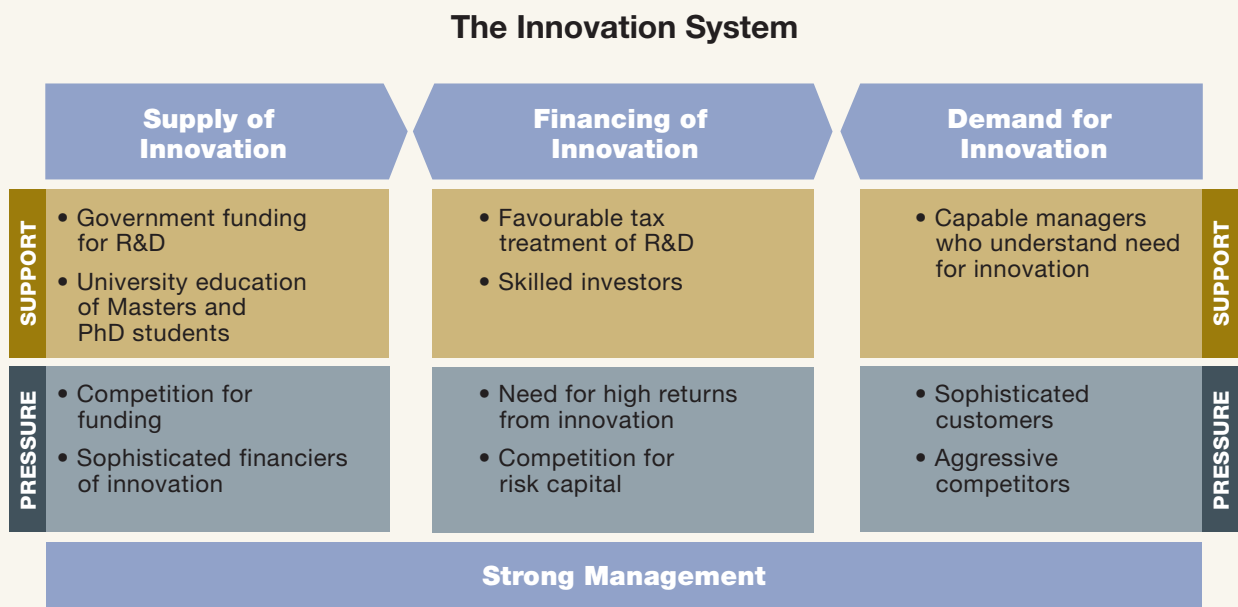 The Innovation System
Supply of
Innovation
Financing of
Innovation
Demand for
Innovation
SUPPORT
• Government funding
for R&D
• University education
of Masters and
PhD students
• Favourable tax
treatment of R&D
• Skilled investors
• Capable managers
who understand need
for innovation
SUPPORT
PRESSURE
• Competition for
funding
• Sophisticated financiers
of innovation
• Need for high returns
from innovation
• Competition for
risk capital
• Sophisticated
customers
• Aggressive
competitors
PRESSURE
Strong Management